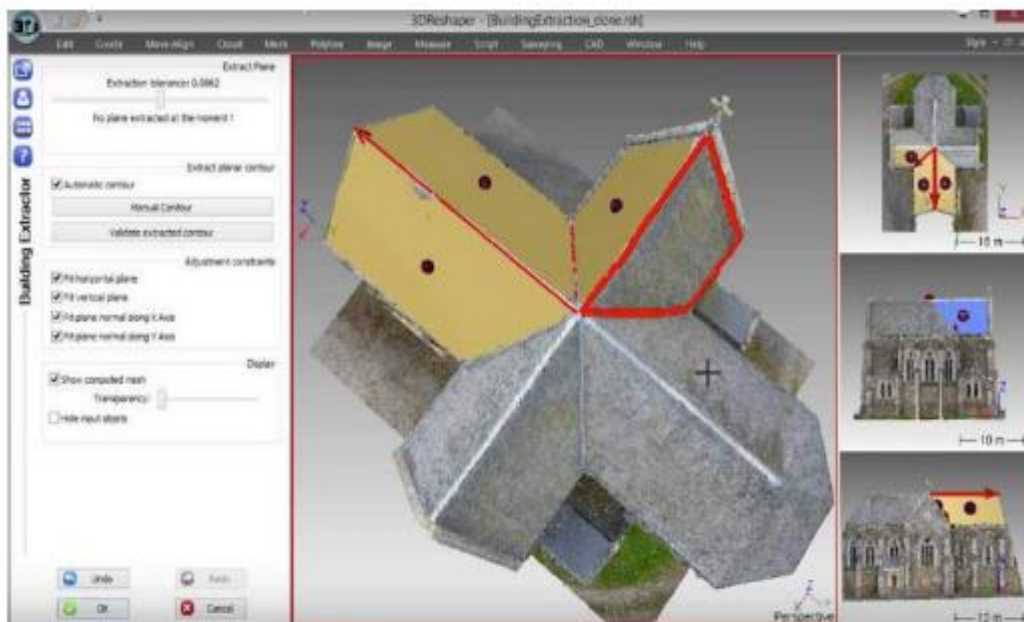 3DReshaper - [BuildingExtraction_done.rsh]
Edit Create Move-Align Cloud Mesh Polyline Image Measure Script Surveying CAD Window Help
Style
Extract Plane
Extraction tolerance: 0.0862
No plane extracted at the moment !
Extract planar contour
Automatic contour
Manual Contour
Validate extracted contour
Adjustment constraints
Fit horizontal plane
Fit vertical plane
Fit plane normal along X Axis
Fit plane normal along Y Axis
Display
Show computed mesh
Transparency:
Hide input objects
Building Extractor
Undo
Redo
OK
Cancel
Perspective
10 m
10 m
12 m